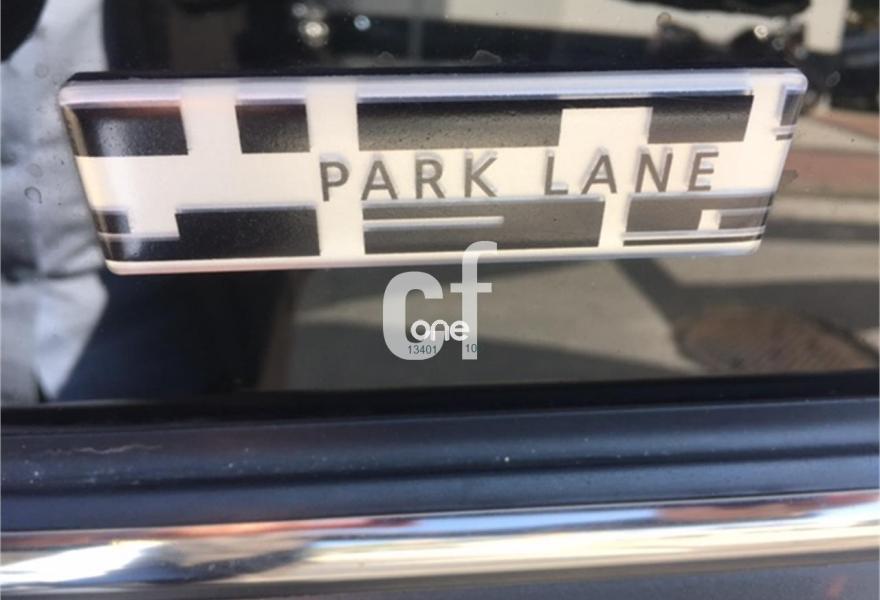 PARK LANE
cf
one
13401 10